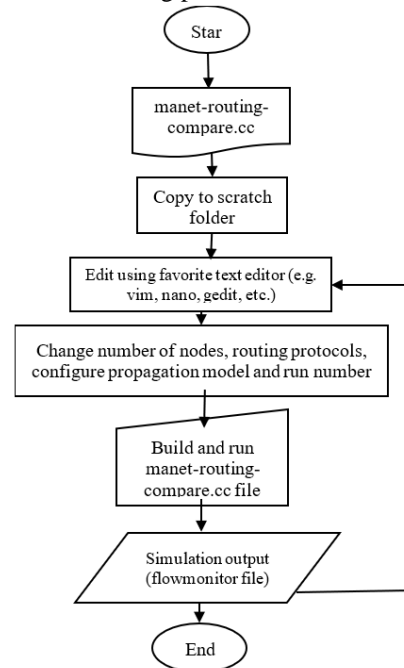 Star
manet-routing-
compare.cc
Copy to scratch
folder
Edit using favorite text editor (e.g.
vim, nano, gedit, etc.)
Change number of nodes, routing protocols,
configure propagation model and run number
Build and run
manet-routing-
compare.cc file
Simulation output
(flowmonitor file)
End